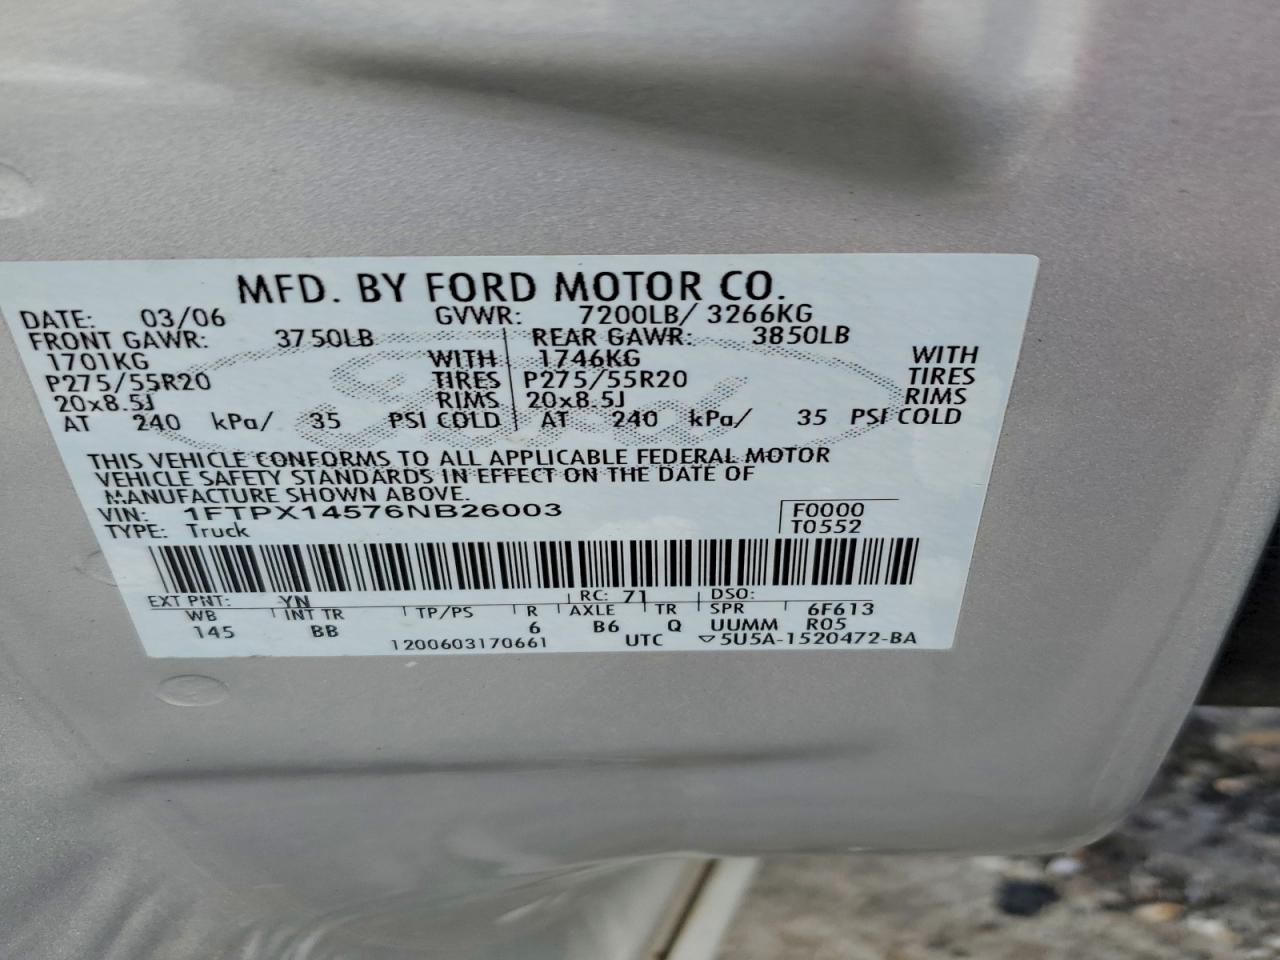 MFD. BY FORD MOTOR CO.
DATE: 03/06 GVWR: 7200LB/ 3266KG
FRONT GAWR: 3750LB REAR GAWR: 3850LB
1701KG WITH 1746KG WITH
P275/55R20 TIRES P275/55R20 TIRES
20x8.5J RIMS 20x8.5J RIMS
AT 240 kPa/ 35 PSI COLD AT 240 kPa/ 35 PSI COLD
THIS VEHICLE CONFORMS TO ALL APPLICABLE FEDERAL MOTOR
VEHICLE SAFETY STANDARDS IN EFFECT ON THE DATE OF
MANUFACTURE SHOWN ABOVE.
VIN: 1FTPX14576NB26003 F0000
TYPE: Truck T0552
EXT PNT: YN RC: 71 DSO:
WB INT TR TP/PS R AXLE TR SPR 6F613
145 BB 6 B6 Q UUMM R05
1200603170661 UTC ▽5U5A-1520472-BA
Ford